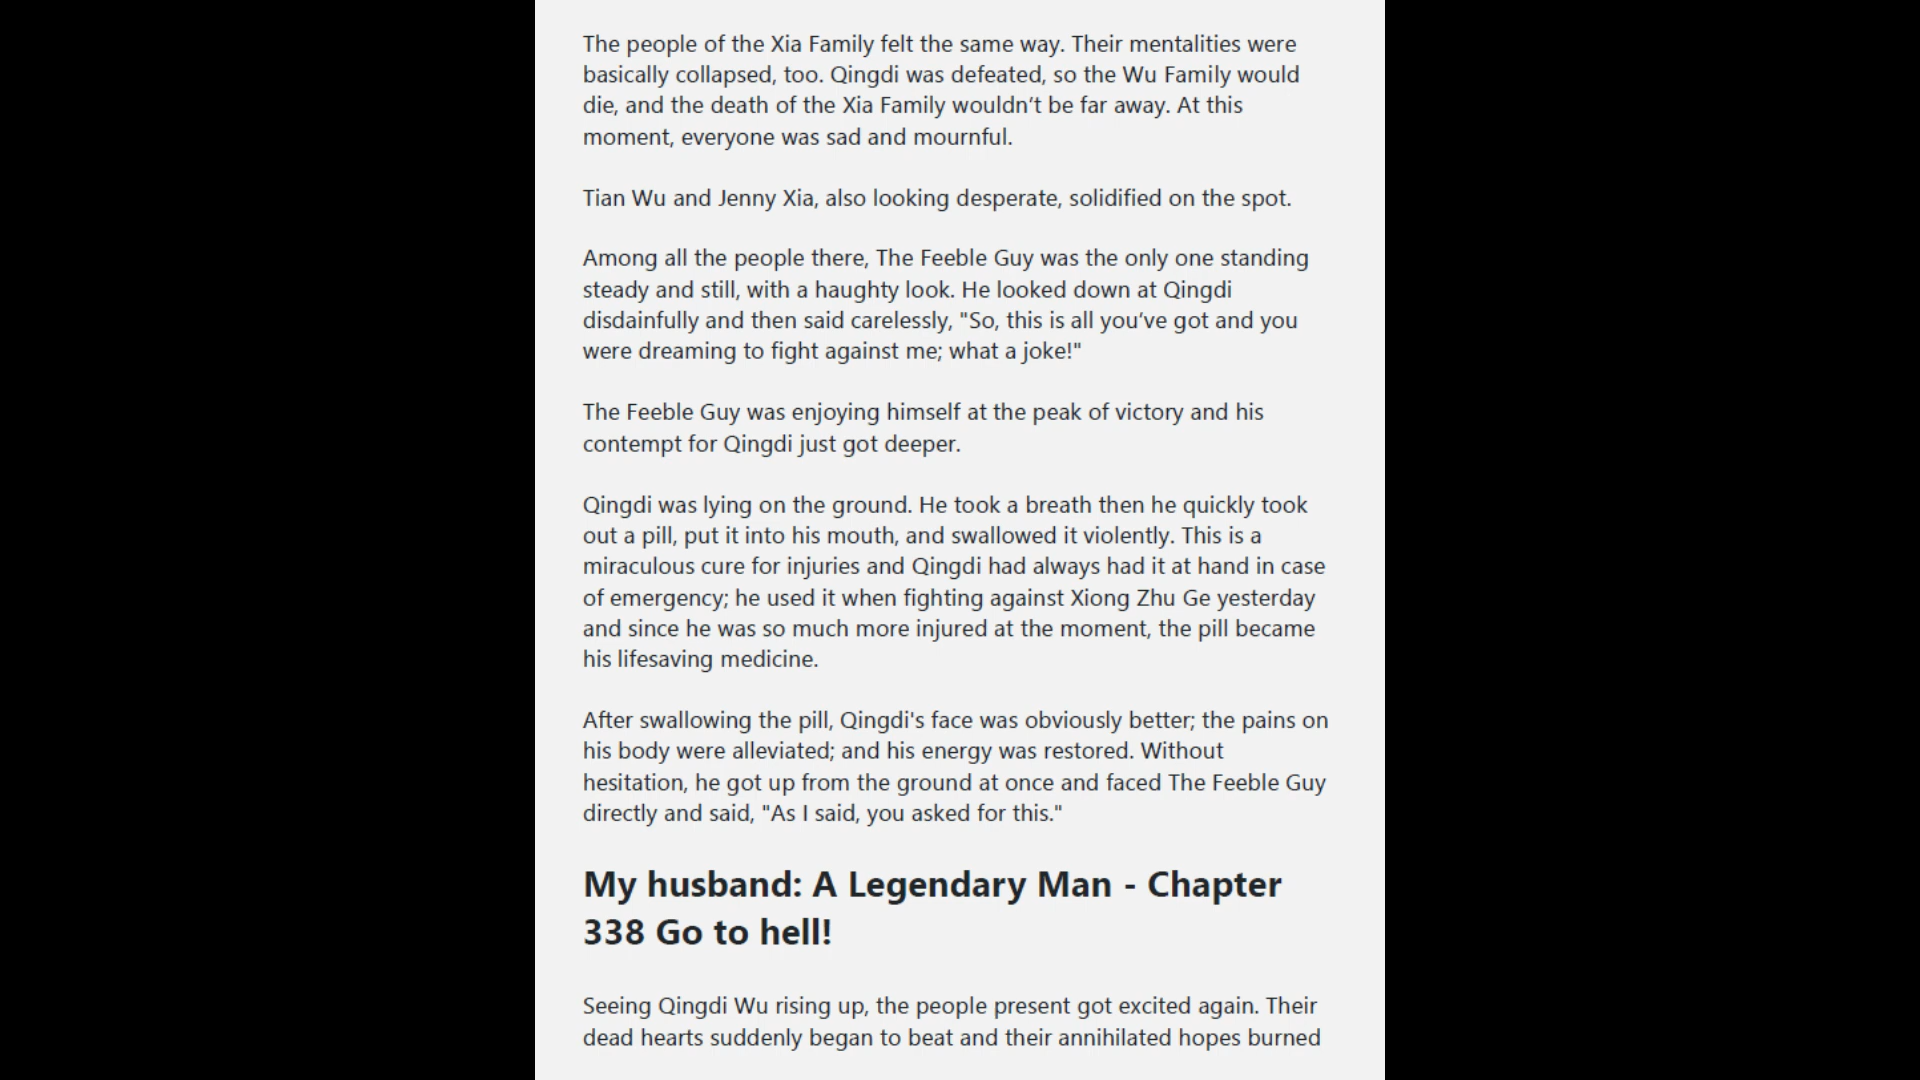 The people of the Xia Family felt the same way. Their mentalities were
basically collapsed, too. Qingdi was defeated, so the Wu Family would
die, and the death of the Xia Family wouldn’t be far away. At this
moment, everyone was sad and mournful.
Tian Wu and Jenny Xia, also looking desperate, solidified on the spot.
Among all the people there, The Feeble Guy was the only one standing
steady and still, with a haughty look. He looked down at Qingdi
disdainfully and then said carelessly, "So, this is all you’ve got and you
were dreaming to fight against me; what a joke!"
The Feeble Guy was enjoying himself at the peak of victory and his
contempt for Qingdi just got deeper.
Qingdi was lying on the ground. He took a breath then he quickly took
out a pill, put it into his mouth, and swallowed it violently. This is a
miraculous cure for injuries and Qingdi had always had it at hand in case
of emergency; he used it when fighting against Xiong Zhu Ge yesterday
and since he was so much more injured at the moment, the pill became
his lifesaving medicine.
After swallowing the pill, Qingdi's face was obviously better; the pains on
his body were alleviated; and his energy was restored. Without
hesitation, he got up from the ground at once and faced The Feeble Guy
directly and said, "As I said, you asked for this."
My husband: A Legendary Man - Chapter
338 Go to hell!
Seeing Qingdi Wu rising up, the people present got excited again. Their
dead hearts suddenly began to beat and their annihilated hopes burned